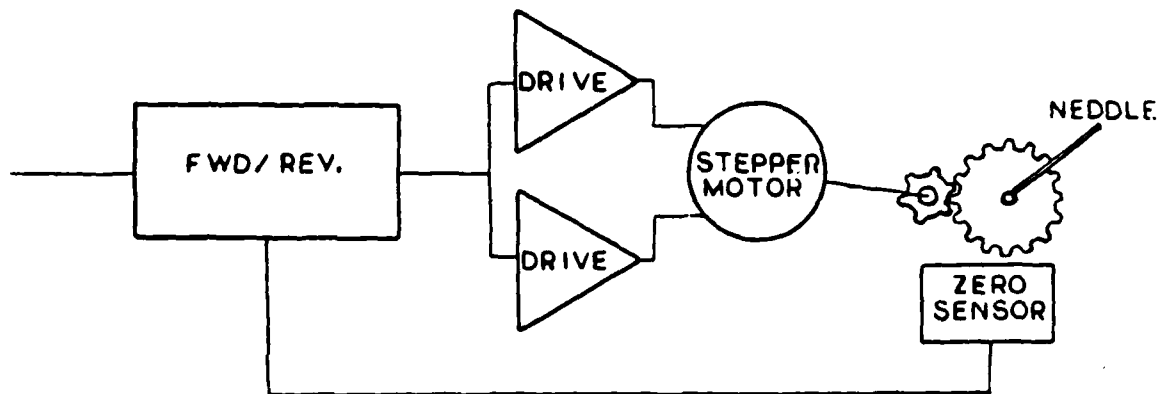 FWD/ REV.
DRIVE
DRIVE
STEPPER
MOTOR
NEDDLE
ZERO
SENSOR